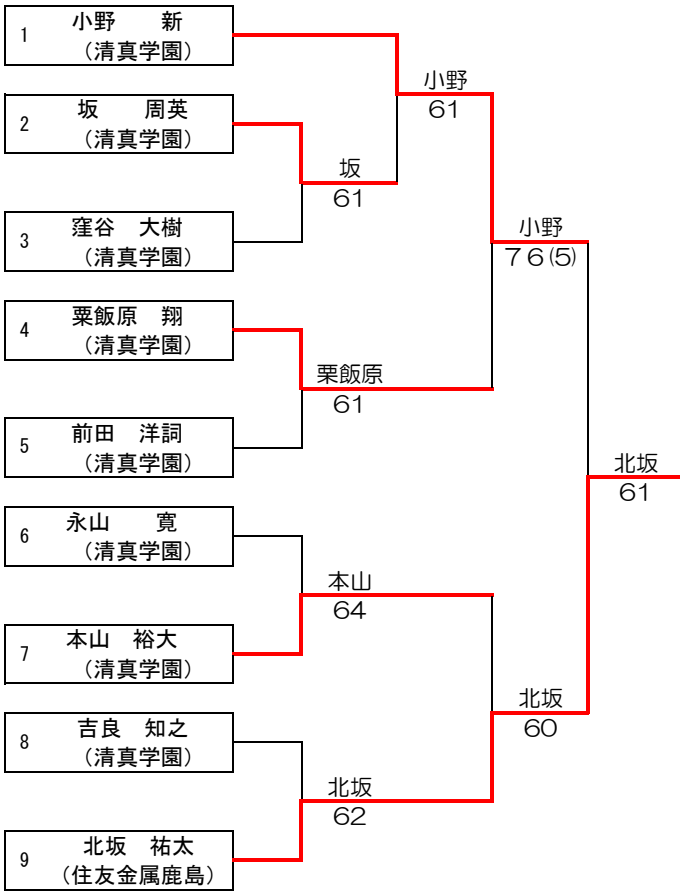 1 小野 新
(清真学園)
2 坂 周英
(清真学園)
3 窪谷 大樹
(清真学園)
4 粟飯原 翔
(清真学園)
5 前田 洋詞
(清真学園)
6 永山 寛
(清真学園)
7 本山 裕大
(清真学園)
8 吉良 知之
(清真学園)
9 北坂 祐太
(住友金属鹿島)
坂
61
栗飯原
61
本山
64
北坂
62
小野
61
小野
76(5)
北坂
60
北坂
61